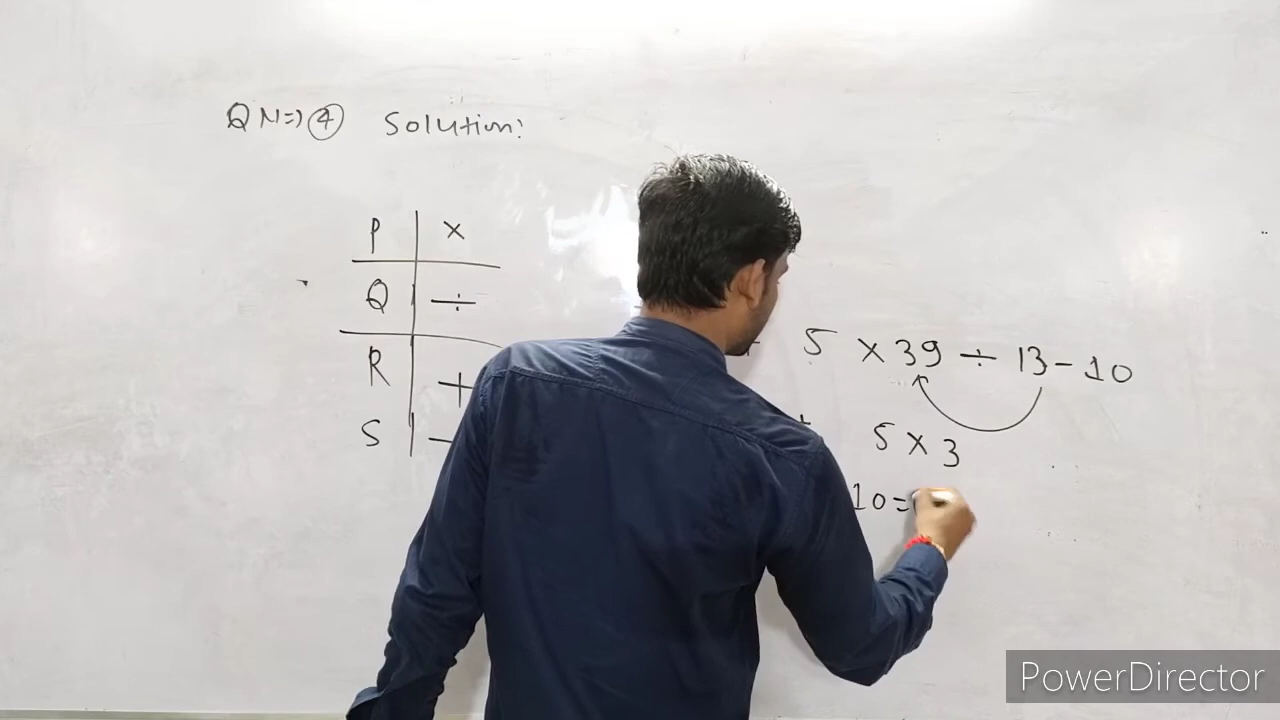 QN=> ④ Solution:
P | ×
Q | ÷
R | +
S | –
5 × 39 ÷ 13 – 10
5 × 3
10 =
PowerDirector